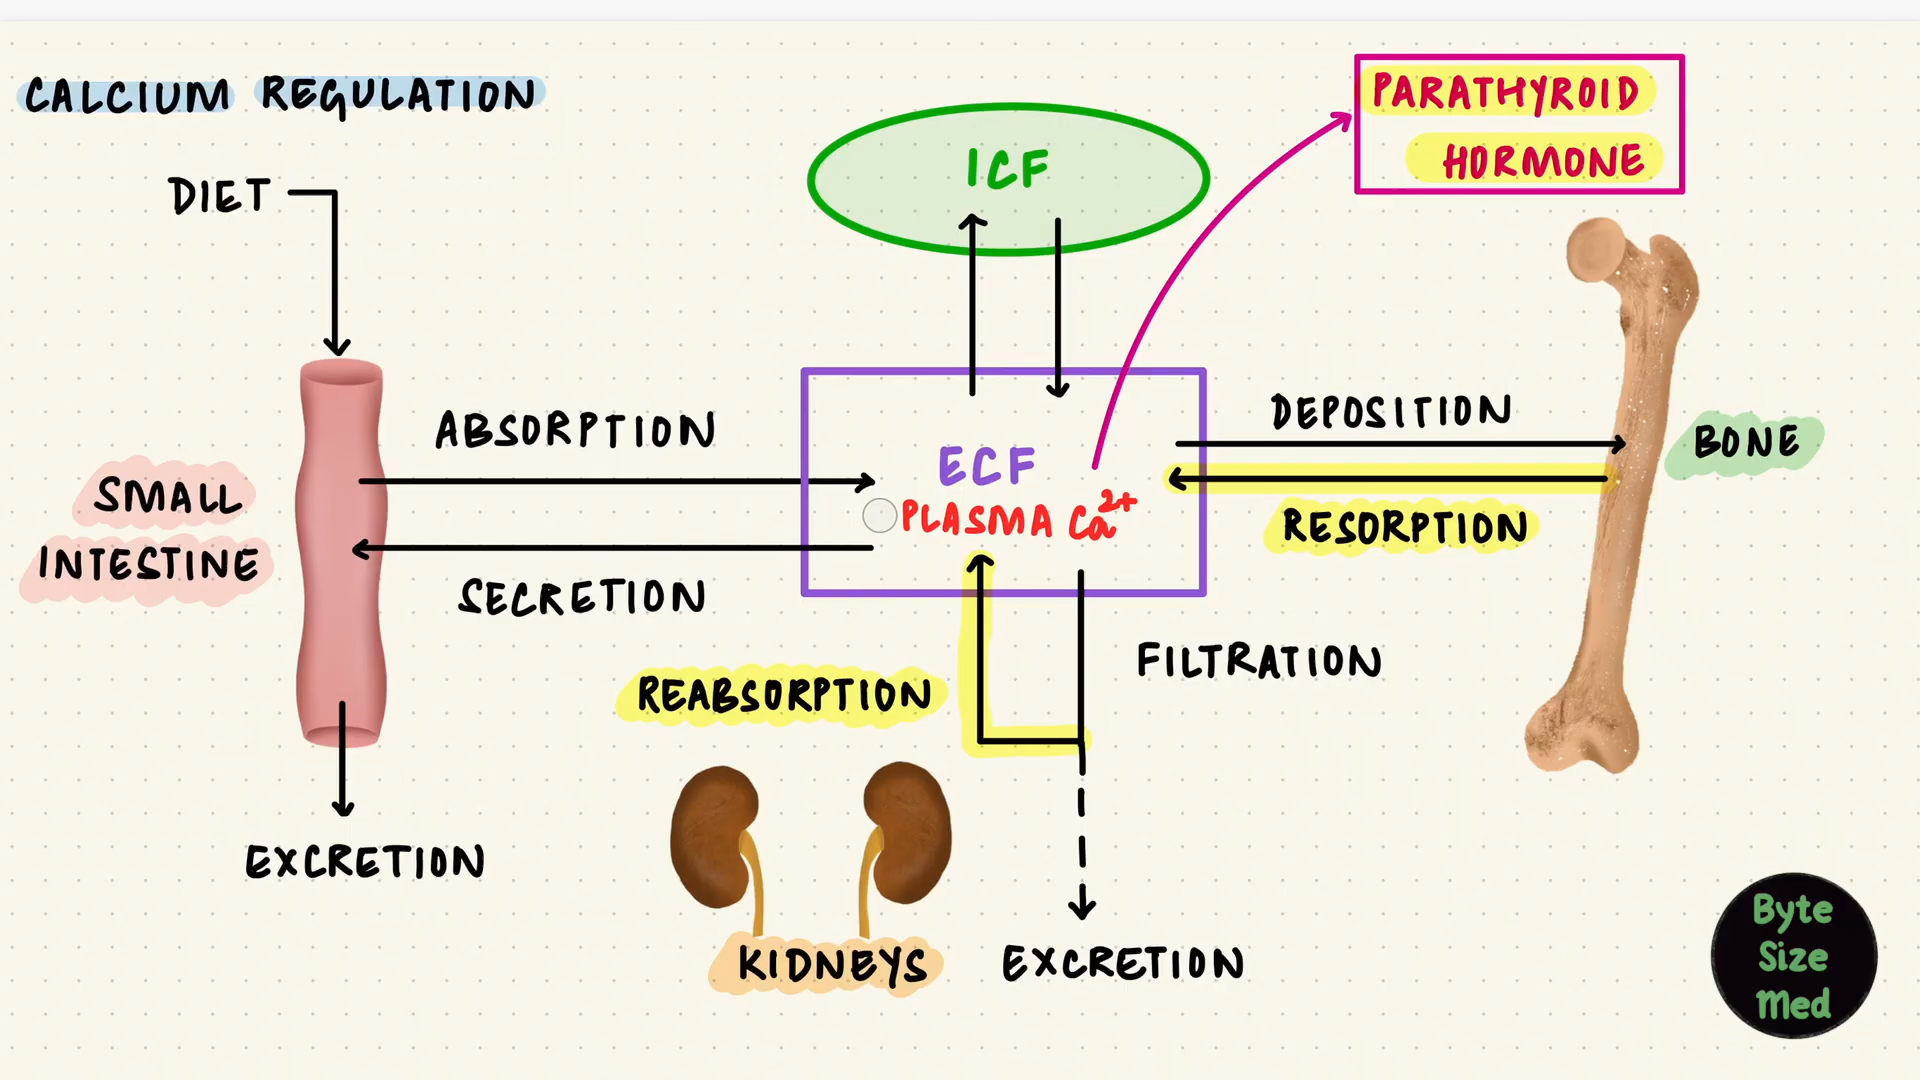 CALCIUM REGULATION
DIET
ICF
PARATHYROID
HORMONE
ABSORPTION
DEPOSITION
BONE
SMALL
INTESTINE
ECF
PLASMA Ca²⁺
RESORPTION
SECRETION
FILTRATION
REABSORPTION
EXCRETION
KIDNEYS
EXCRETION
Byte
Size
Med